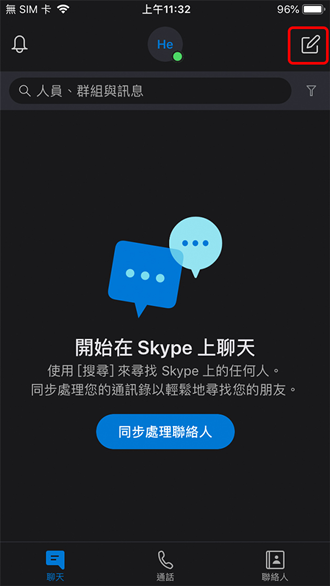 無 SIM 卡 上午11:32 96%
He
人員、群組與訊息
開始在 Skype 上聊天
使用 [搜尋] 來尋找 Skype 上的任何人。
同步處理您的通訊錄以輕鬆地尋找您的朋友。
同步處理聯絡人
聊天 通話 聯絡人